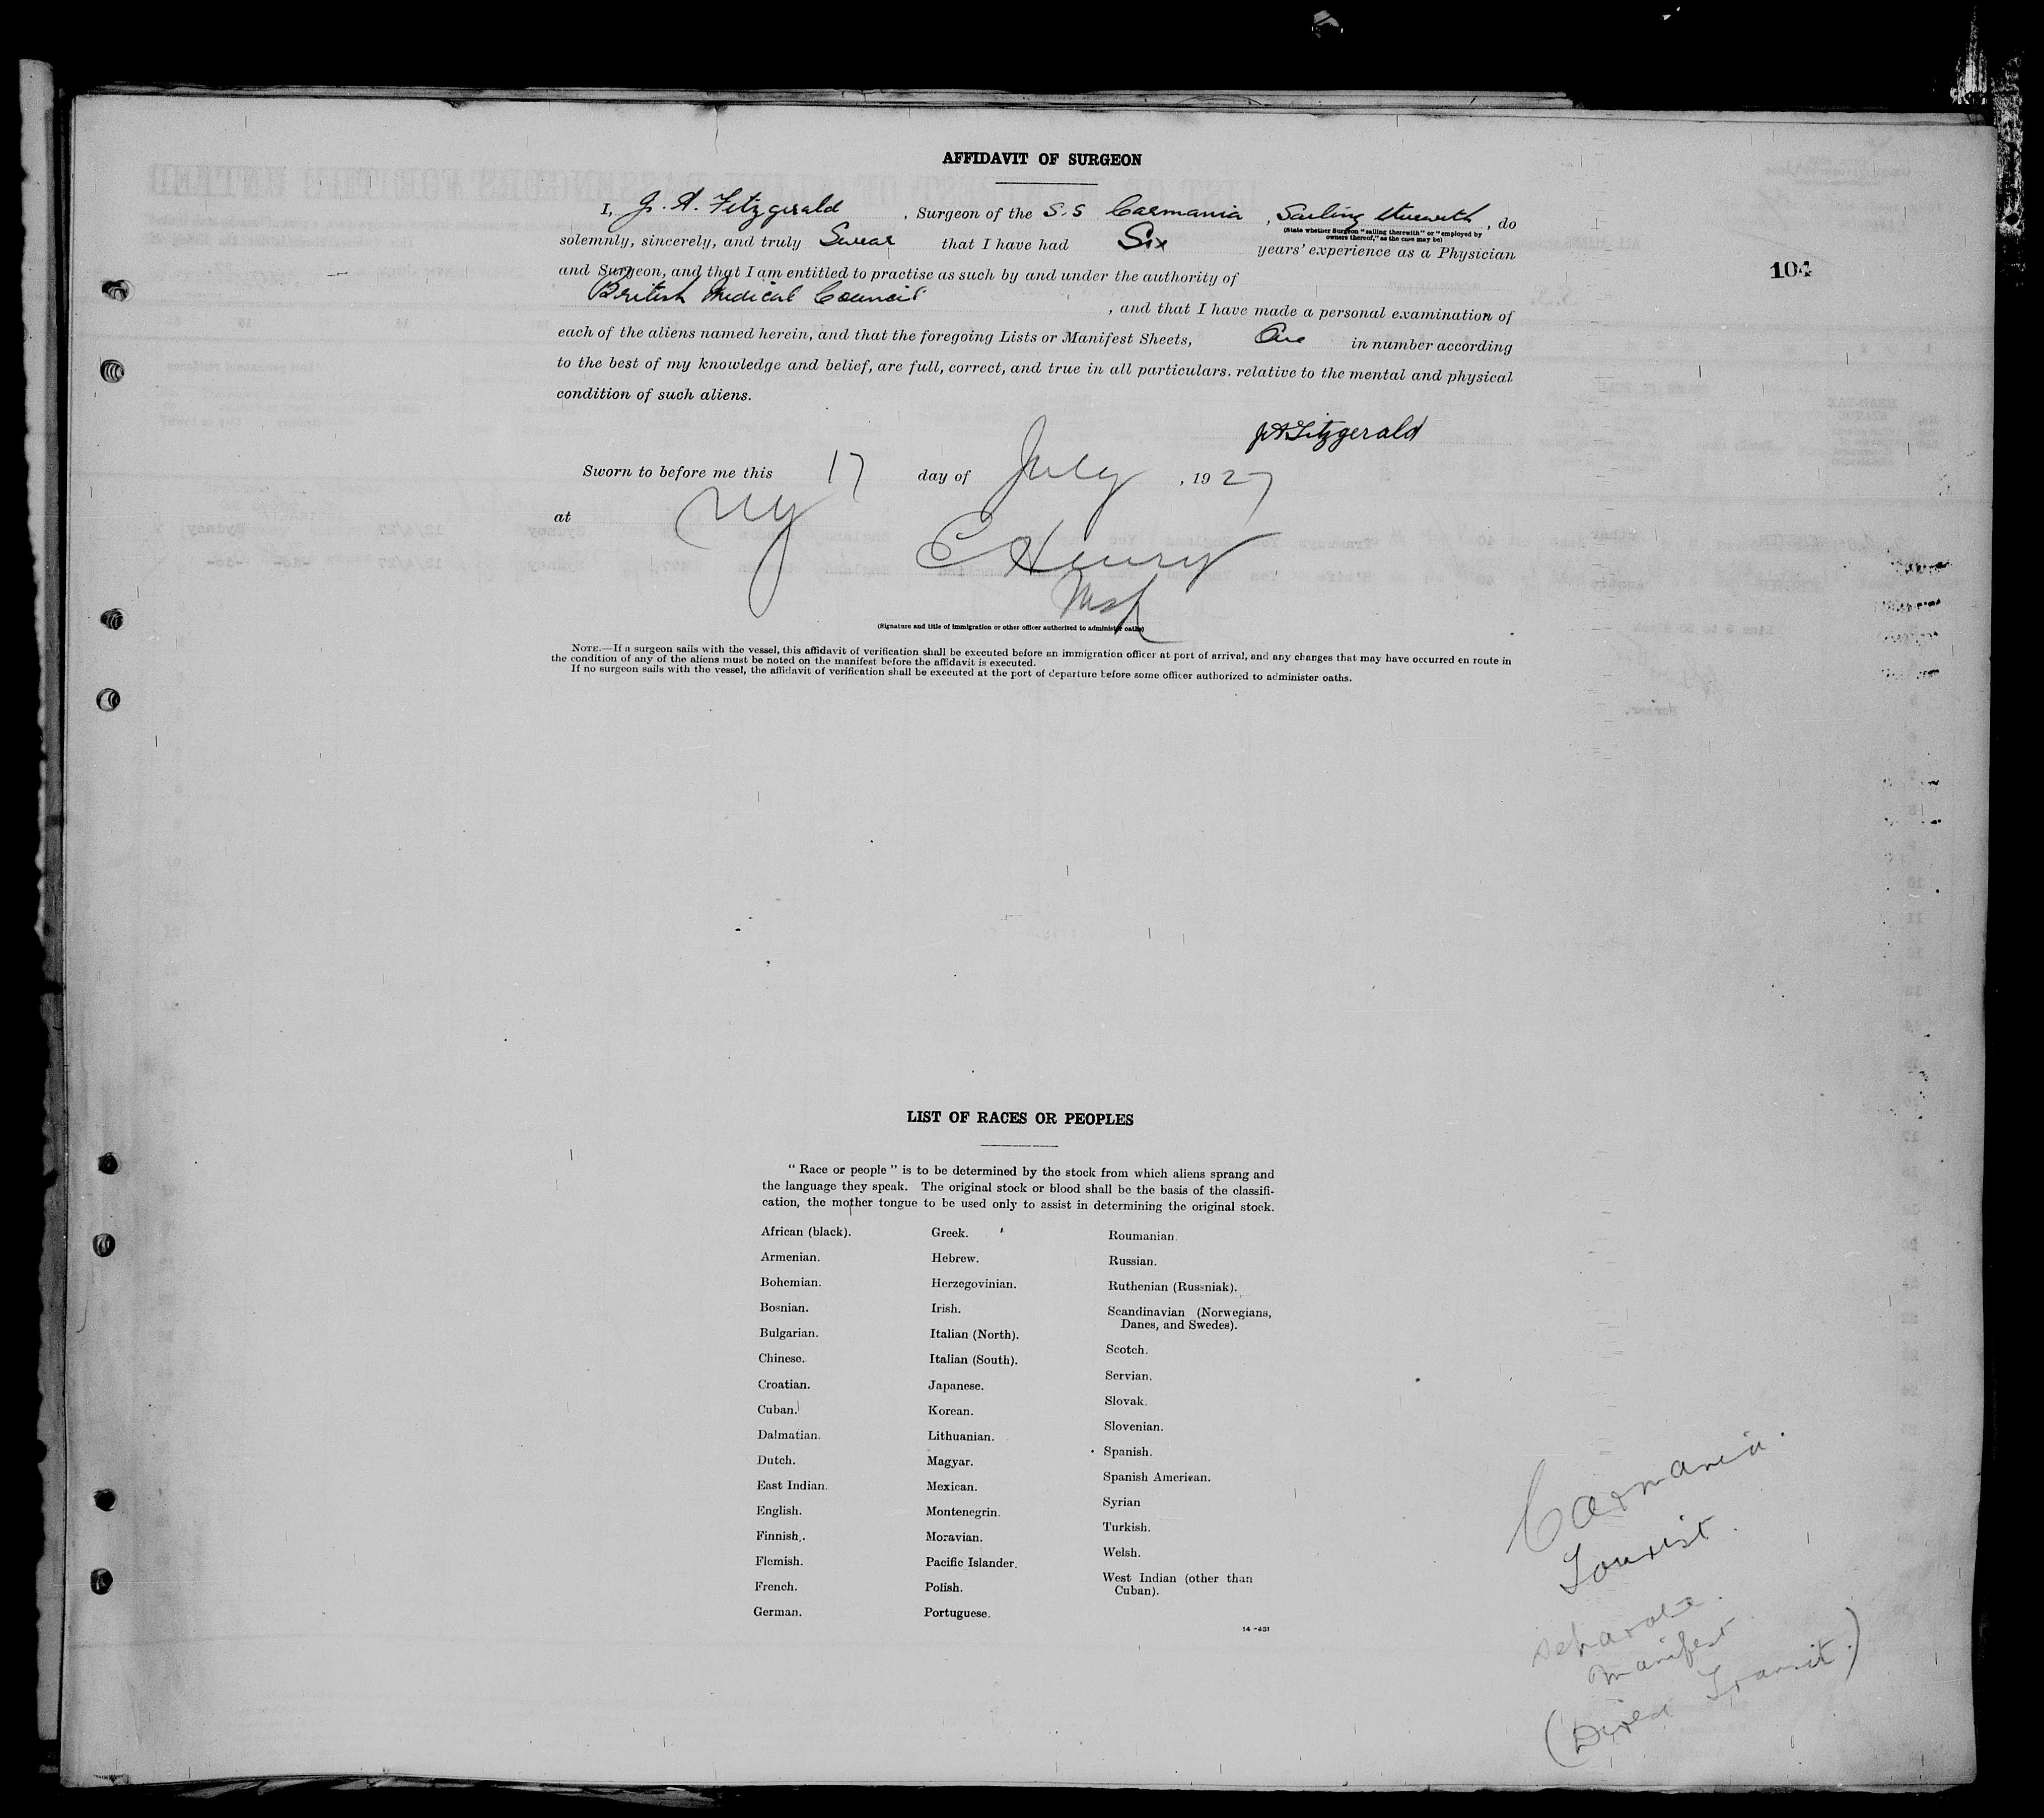 AFFIDAVIT OF SURGEON
I, J. A. Fitzgerald, Surgeon of the S.S Carmania, Sailing therewith, do
(State whether Surgeon "sailing therewith" or "employed by
owners thereof," as the case may be)
solemnly, sincerely, and truly Swear that I have had Six years' experience as a Physician
104
and Surgeon, and that I am entitled to practise as such by and under the authority of
British Medical Council, and that I have made a personal examination of
each of the aliens named herein, and that the foregoing Lists or Manifest Sheets, One in number according
to the best of my knowledge and belief, are full, correct, and true in all particulars. relative to the mental and physical
condition of such aliens.
JAFitzgerald
Sworn to before me this 17 day of July, 1927
at NY
C Henry
(Signature and title of immigration or other officer authorized to administer oaths)
NOTE.—If a surgeon sails with the vessel, this affidavit of verification shall be executed before an immigration officer at port of arrival, and any changes that may have occurred en route in
the condition of any of the aliens must be noted on the manifest before the affidavit is executed.
If no surgeon sails with the vessel, the affidavit of verification shall be executed at the port of departure before some officer authorized to administer oaths.
LIST OF RACES OR PEOPLES
"Race or people" is to be determined by the stock from which aliens sprang and
the language they speak. The original stock or blood shall be the basis of the classifi-
cation, the mother tongue to be used only to assist in determining the original stock.
African (black).
Armenian.
Bohemian.
Bosnian.
Bulgarian.
Chinese.
Croatian.
Cuban.
Dalmatian.
Dutch.
East Indian.
English.
Finnish.
Flemish.
French.
German.
Greek.
Hebrew.
Herzegovinian.
Irish.
Italian (North).
Italian (South).
Japanese.
Korean.
Lithuanian.
Magyar.
Mexican.
Montenegrin.
Moravian.
Pacific Islander.
Polish.
Portuguese.
Roumanian.
Russian.
Ruthenian (Russniak).
Scandinavian (Norwegians,
Danes, and Swedes).
Scotch.
Servian.
Slovak.
Slovenian.
Spanish.
Spanish American.
Syrian
Turkish.
Welsh.
West Indian (other than
Cuban).
14-431
Carmania.
Tourist.
separate
manifest
(Direct Transit.)